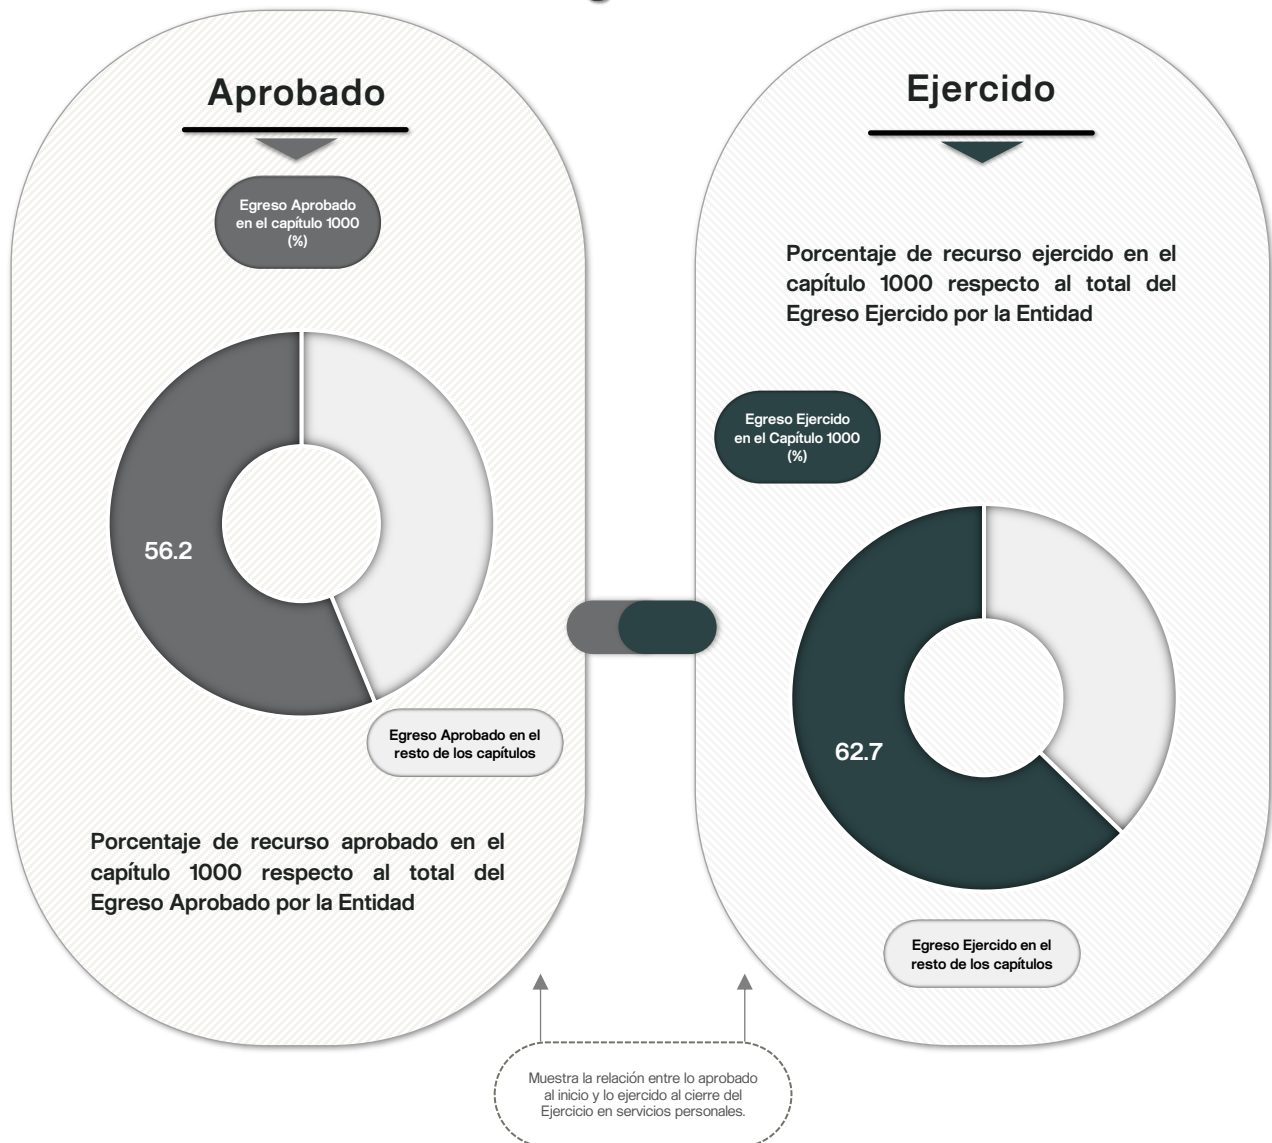 Aprobado
Egreso Aprobado
en el capítulo 1000
(%)
56.2
Egreso Aprobado en el
resto de los capítulos
Porcentaje de recurso aprobado en el
capítulo 1000 respecto al total del
Egreso Aprobado por la Entidad
Ejercido
Porcentaje de recurso ejercido en el
capítulo 1000 respecto al total del
Egreso Ejercido por la Entidad
Egreso Ejercido
en el Capítulo 1000
(%)
62.7
Egreso Ejercido en el
resto de los capítulos
Muestra la relación entre lo aprobado
al inicio y lo ejercido al cierre del
Ejercicio en servicios personales.